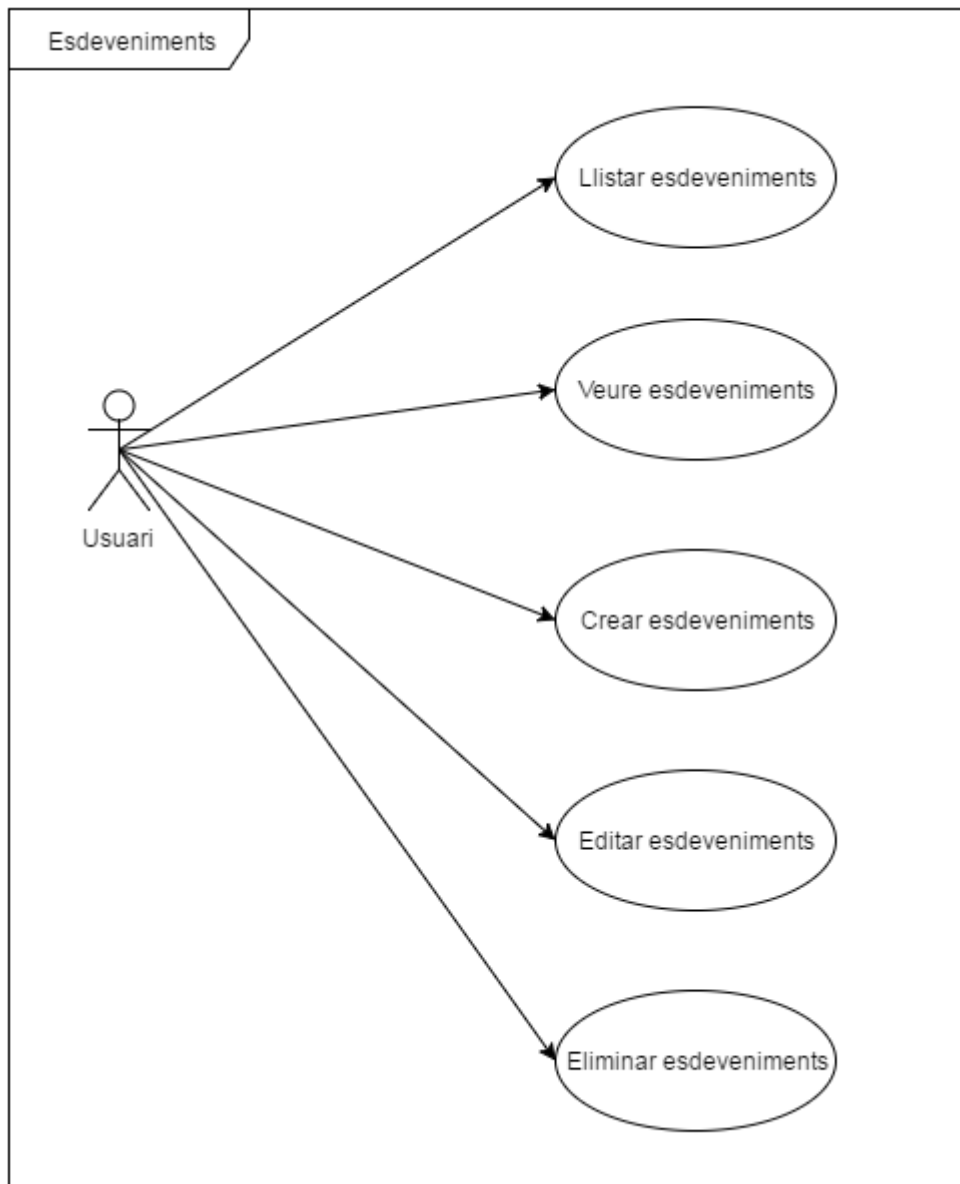 Esdeveniments
Llistar esdeveniments
Veure esdeveniments
Usuari
Crear esdeveniments
Editar esdeveniments
Eliminar esdeveniments